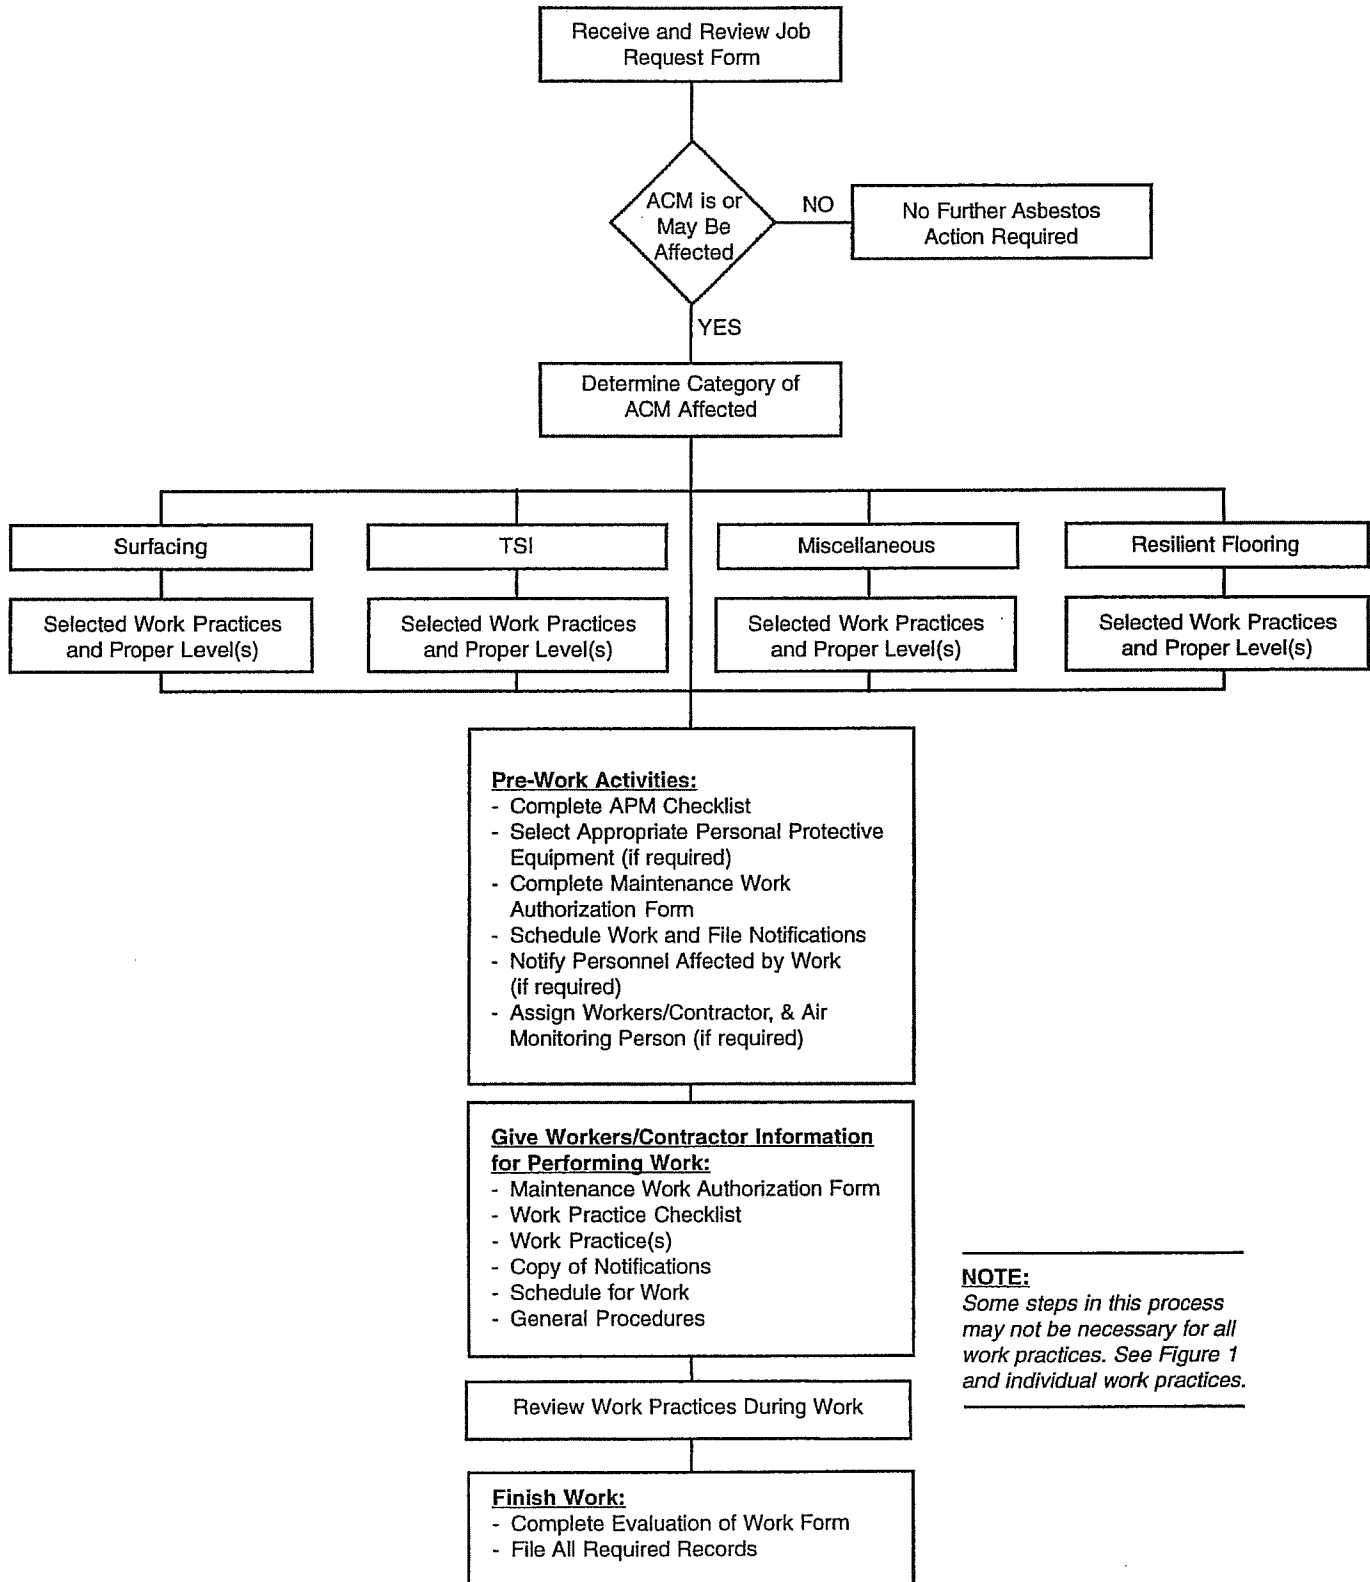 Receive and Review Job
Request Form
ACM is or
May Be
Affected
NO
No Further Asbestos
Action Required
YES
Determine Category of
ACM Affected
Surfacing
TSI
Miscellaneous
Resilient Flooring
Selected Work Practices
and Proper Level(s)
Selected Work Practices
and Proper Level(s)
Selected Work Practices
and Proper Level(s)
Selected Work Practices
and Proper Level(s)
Pre-Work Activities:
- Complete APM Checklist
- Select Appropriate Personal Protective
Equipment (if required)
- Complete Maintenance Work
Authorization Form
- Schedule Work and File Notifications
- Notify Personnel Affected by Work
(if required)
- Assign Workers/Contractor, & Air
Monitoring Person (if required)
Give Workers/Contractor Information
for Performing Work:
- Maintenance Work Authorization Form
- Work Practice Checklist
- Work Practice(s)
- Copy of Notifications
- Schedule for Work
- General Procedures
NOTE:
Some steps in this process
may not be necessary for all
work practices. See Figure 1
and individual work practices.
Review Work Practices During Work
Finish Work:
- Complete Evaluation of Work Form
- File All Required Records